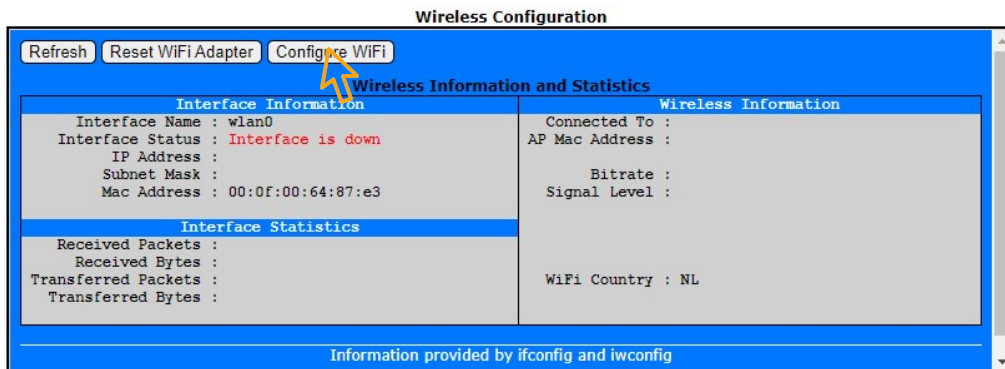 Wireless Configuration
Refresh Reset WiFi Adapter Configure WiFi
Wireless Information and Statistics
Interface Information
Interface Name : wlan0
Interface Status : Interface is down
IP Address :
Subnet Mask :
Mac Address : 00:0f:00:64:87:e3
Interface Statistics
Received Packets :
Received Bytes :
Transferred Packets :
Transferred Bytes :
Wireless Information
Connected To :
AP Mac Address :
Bitrate :
Signal Level :
WiFi Country : NL
Information provided by ifconfig and iwconfig